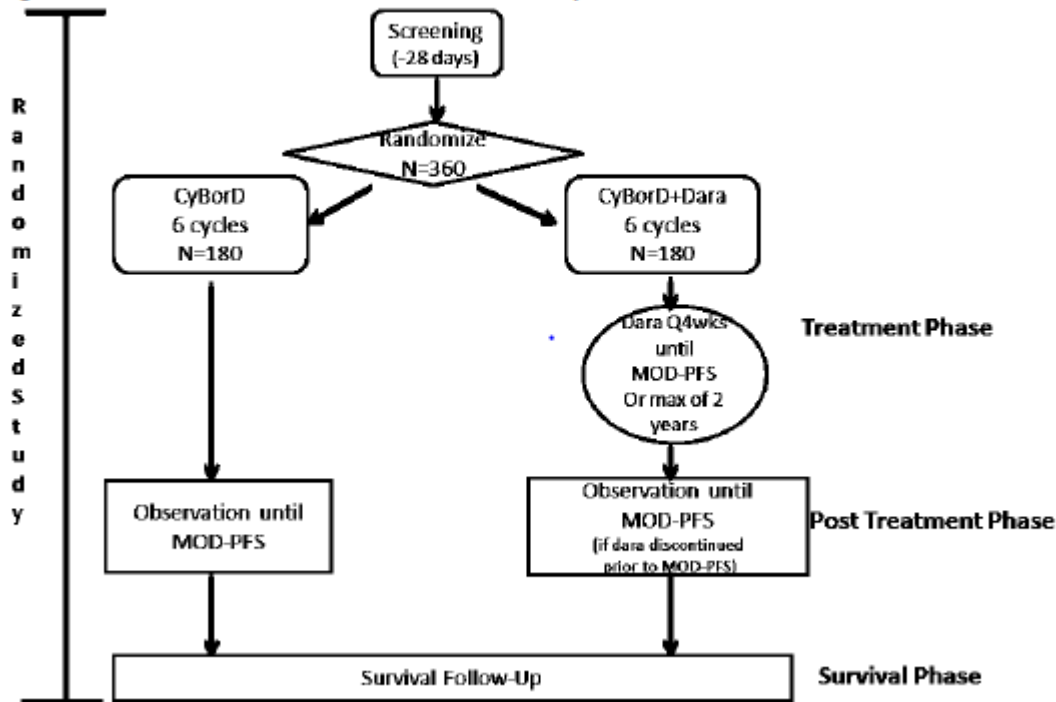 Screening
(-28 days)
Randomized Study
Randomize
N=360
CyBorD
6 cycles
N=180
CyBorD+Dara
6 cycles
N=180
Dara Q4wks
until
MOD-PFS
Or max of 2
years
Treatment Phase
Observation until
MOD-PFS
Observation until
MOD-PFS
(if dara discontinued
prior to MOD-PFS)
Post Treatment Phase
Survival Follow-Up
Survival Phase